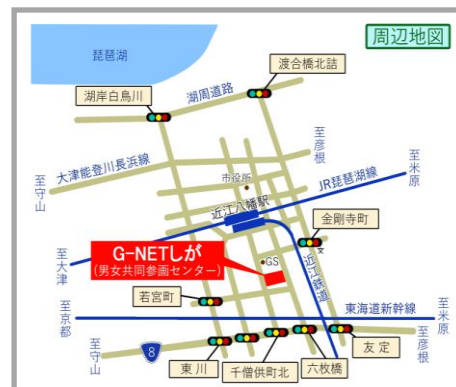 周辺地図
琵琶湖
渡合橋北詰
湖岸白鳥川
湖周道路
大津能登川長浜線
至守山
至彦根
至米原
市役所
JR琵琶湖線
近江八幡駅
金剛寺町
G-NETしが
(男女共同参画センター)
GS
近江鉄道
至大津
若宮町
東海道新幹線
至京都
至米原
至守山
8
東川
千僧供町北
六枚橋
友定
至彦根